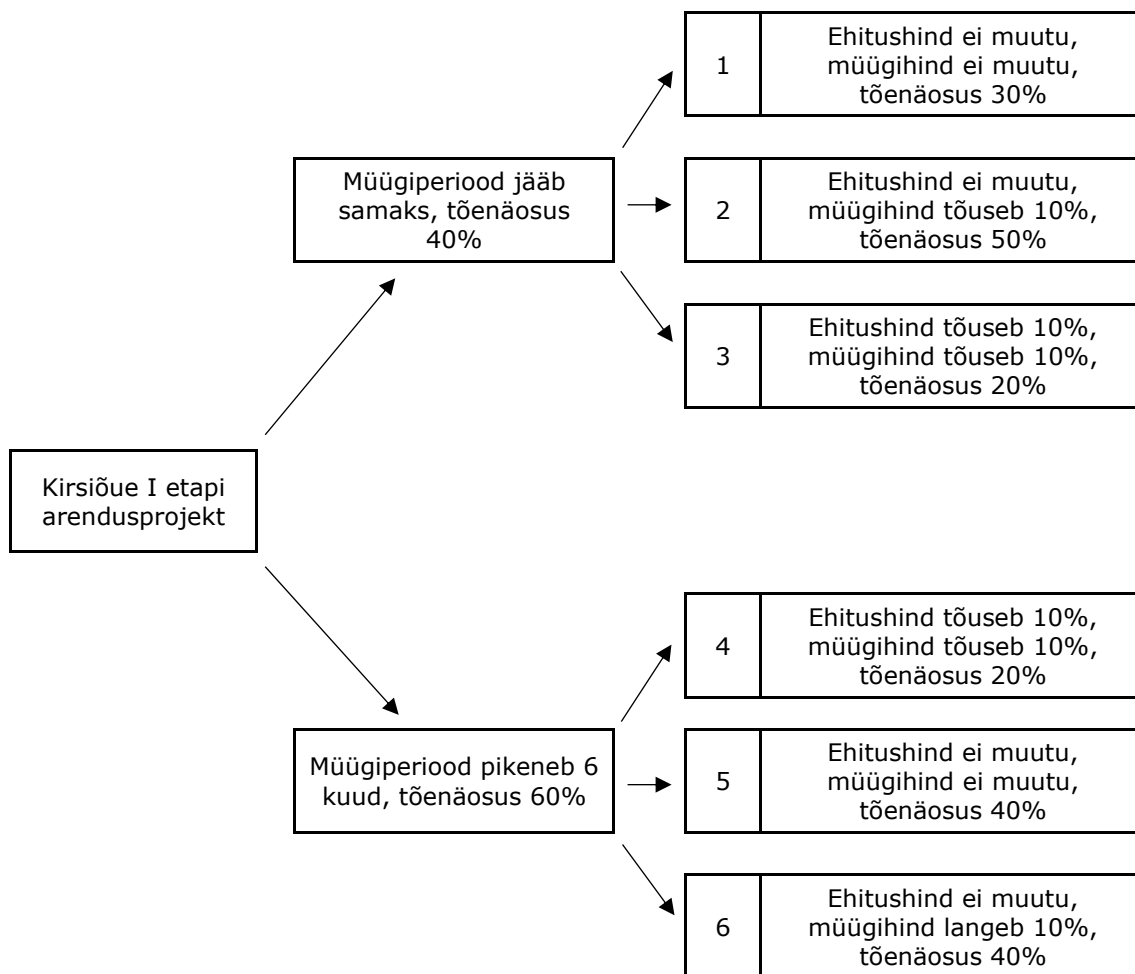 1
Ehitushind ei muutu,
müügihind ei muutu,
tõenäosus 30%
Müügiperiood jääb
samaks, tõenäosus
40%
2
Ehitushind ei muutu,
müügihind tõuseb 10%,
tõenäosus 50%
3
Ehitushind tõuseb 10%,
müügihind tõuseb 10%,
tõenäosus 20%
Kirsiõue I etapi
arendusprojekt
4
Ehitushind tõuseb 10%,
müügihind tõuseb 10%,
tõenäosus 20%
Müügiperiood pikeneb 6
kuud, tõenäosus 60%
5
Ehitushind ei muutu,
müügihind ei muutu,
tõenäosus 40%
6
Ehitushind ei muutu,
müügihind langeb 10%,
tõenäosus 40%